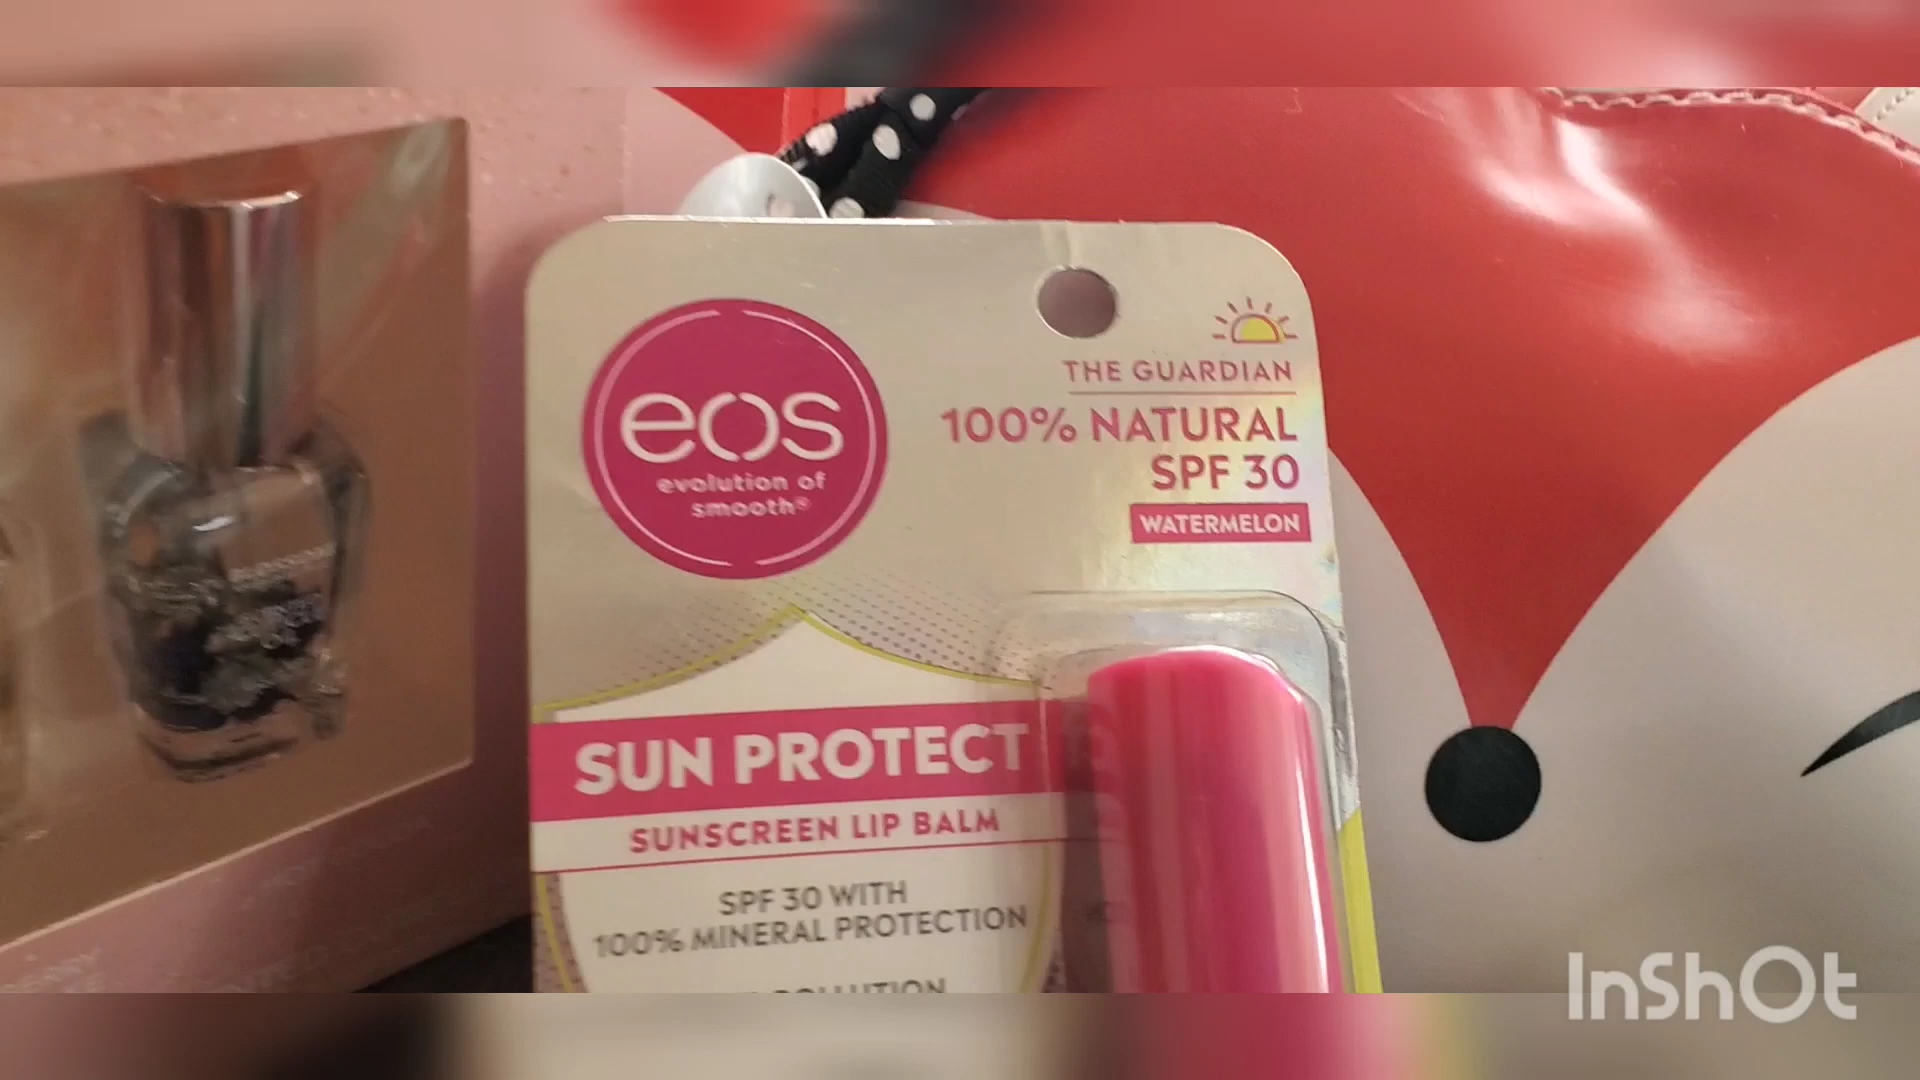 eos
evolution of
smooth®
THE GUARDIAN
100% NATURAL
SPF 30
WATERMELON
SUN PROTECT
SUNSCREEN LIP BALM
SPF 30 WITH
100% MINERAL PROTECTION
POLLUTION
InShOt